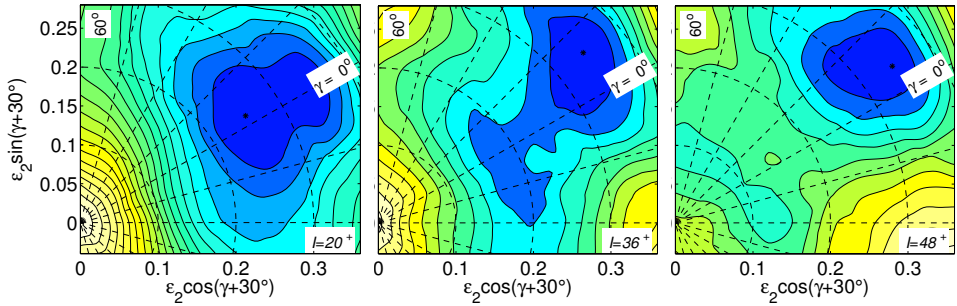 60°
γ = 0°
I=20⁺
0.2
0.15
0.1
0.05
0
ε₂sin(γ+30°)
0 0.1 0.2 0.3
ε₂cos(γ+30°)
60°
γ = 0°
I=36⁺
0 0.1 0.2 0.3
ε₂cos(γ+30°)
60°
γ = 0°
I=48⁺
0 0.1 0.2 0.3
ε₂cos(γ+30°)